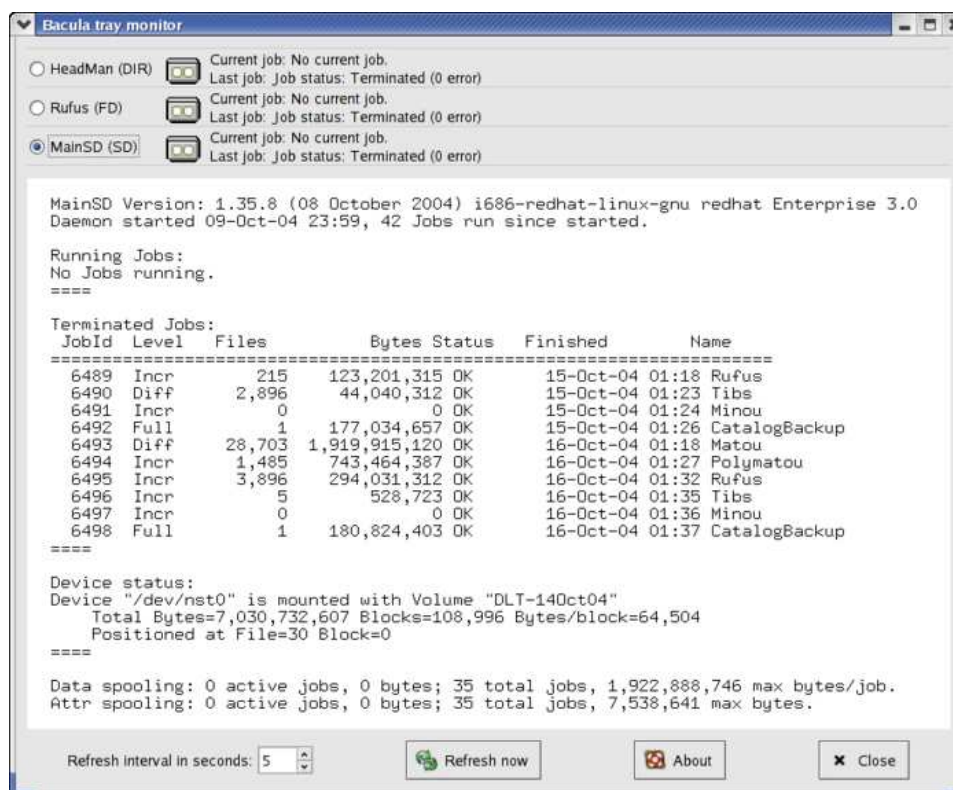 Bacula tray monitor
HeadMan (DIR) Current job: No current job.
Last job: Job status: Terminated (0 error)
Rufus (FD) Current job: No current job.
Last job: Job status: Terminated (0 error)
MainSD (SD) Current job: No current job.
Last job: Job status: Terminated (0 error)
MainSD Version: 1.35.8 (08 October 2004) i686-redhat-linux-gnu redhat Enterprise 3.0
Daemon started 09-Oct-04 23:59, 42 Jobs run since started.
Running Jobs:
No Jobs running.
====
Terminated Jobs:
JobId Level Files Bytes Status Finished Name
======================================================================
6489 Incr 215 123,201,315 OK 15-Oct-04 01:18 Rufus
6490 Diff 2,896 44,040,312 OK 15-Oct-04 01:23 Tibs
6491 Incr 0 0 OK 15-Oct-04 01:24 Minou
6492 Full 1 177,034,657 OK 15-Oct-04 01:26 CatalogBackup
6493 Diff 28,703 1,919,915,120 OK 16-Oct-04 01:18 Matou
6494 Incr 1,485 743,464,387 OK 16-Oct-04 01:27 Polymatou
6495 Incr 3,896 294,031,312 OK 16-Oct-04 01:32 Rufus
6496 Incr 5 528,723 OK 16-Oct-04 01:35 Tibs
6497 Incr 0 0 OK 16-Oct-04 01:36 Minou
6498 Full 1 180,824,403 OK 16-Oct-04 01:37 CatalogBackup
====
Device status:
Device "/dev/nst0" is mounted with Volume "DLT-14Oct04"
Total Bytes=7,030,732,607 Blocks=108,996 Bytes/block=64,504
Positioned at File=30 Block=0
====
Data spooling: 0 active jobs, 0 bytes; 35 total jobs, 1,922,888,746 max bytes/job.
Attr spooling: 0 active jobs, 0 bytes; 35 total jobs, 7,538,641 max bytes.
Refresh interval in seconds: 5 Refresh now About Close